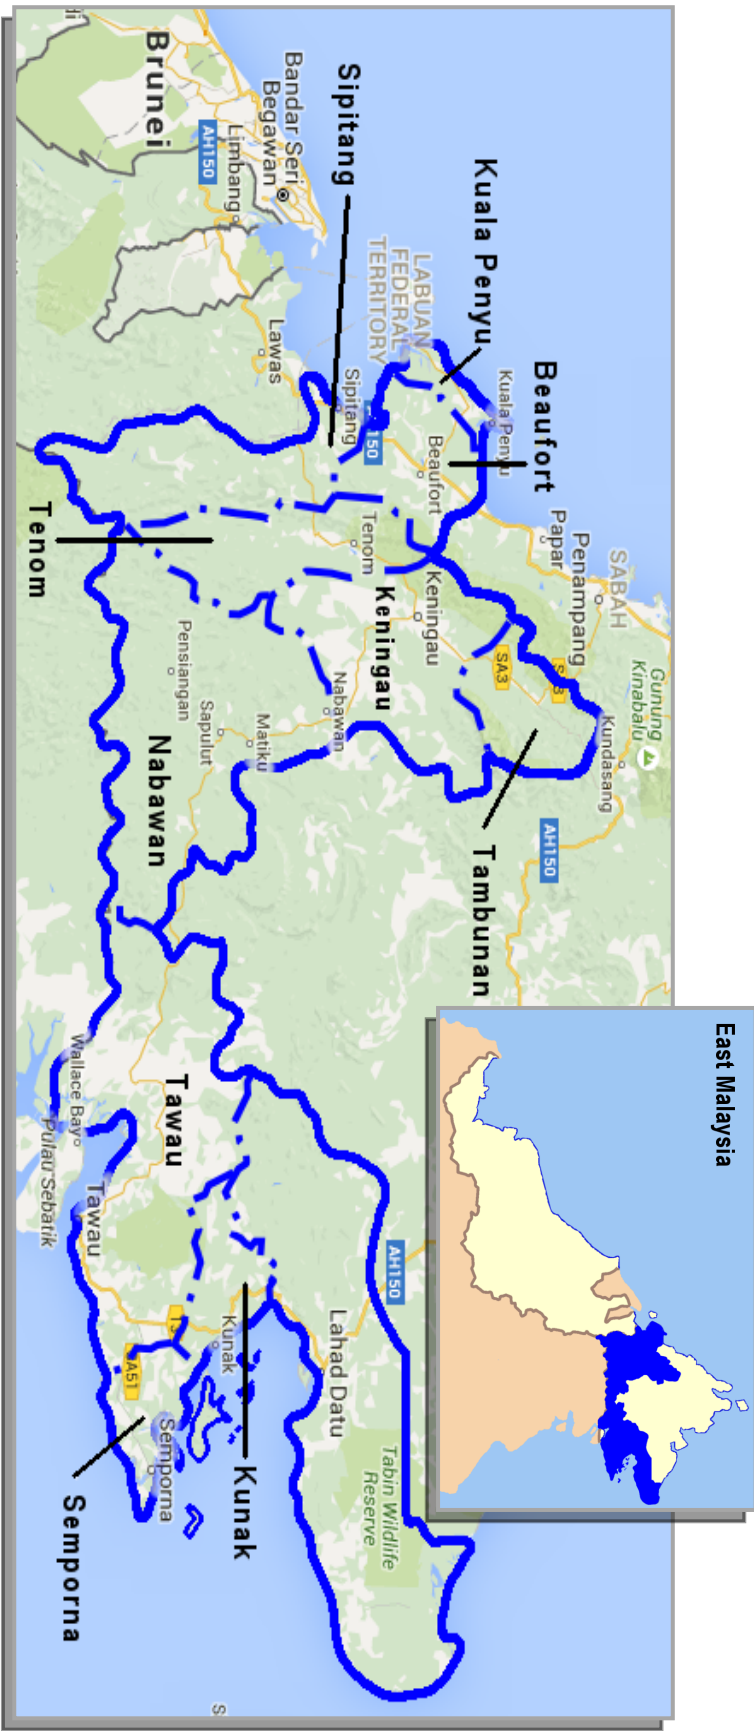 Brunei
Bandar Seri
Begawan
Limbang
AH150
Sipitang
Kuala Penyu
Beaufort
LABUAN
FEDERAL
TERRITORY
Lawas
Sipitang
150
Kuala Penyu
Beaufort
Papar
Penampang
SABAH
Tenom
Tenom
Keningau
Keningau
SA3
Gunung
Kinabalu
Kundasang
Nabawan
Pensiangan
Sapulut
Matiku
Nabawan
AH150
Tambunan
East Malaysia
Wallace Bay
Pulau Sebatik
Tawau
Tawau
AH150
Kunak
Lahad Datu
A51
Semporna
Tabin Wildlife
Reserve
Kunak
Semporna